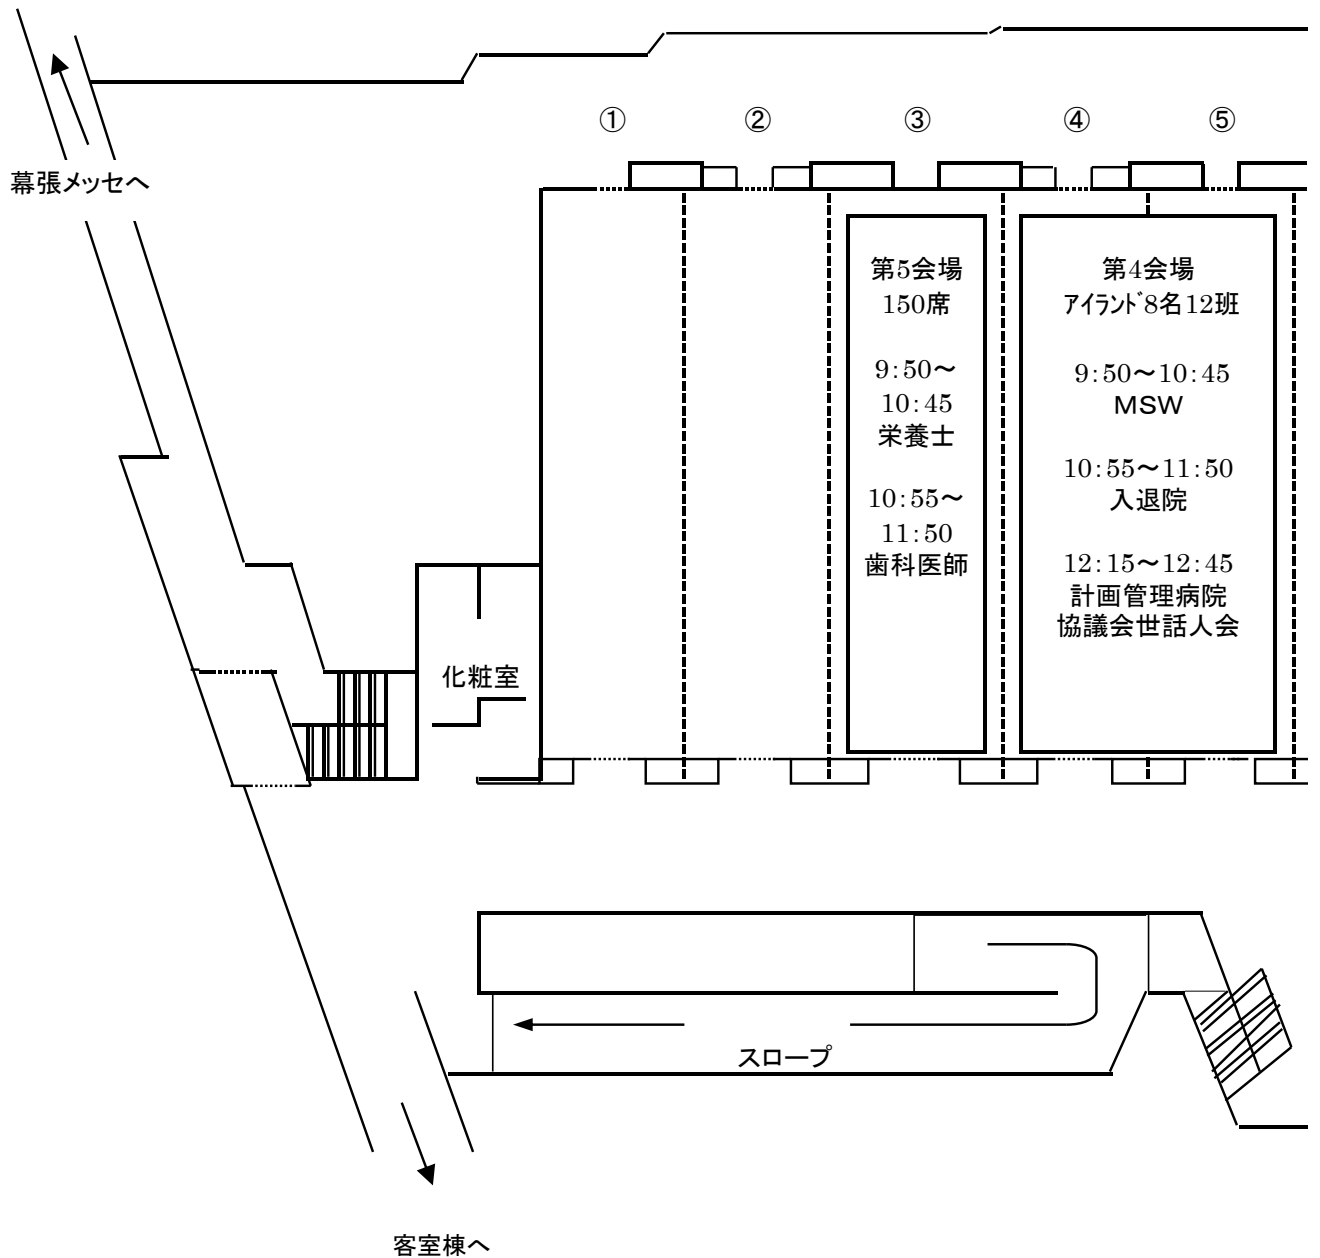 ① ② ③ ④ ⑤
幕張メッセへ
第5会場
150席
9:50～
10:45
栄養士
10:55～
11:50
歯科医師
第4会場
アイランド8名12班
9:50～10:45
MSW
10:55～11:50
入退院
12:15～12:45
計画管理病院
協議会世話人会
化粧室
スロープ
客室棟へ